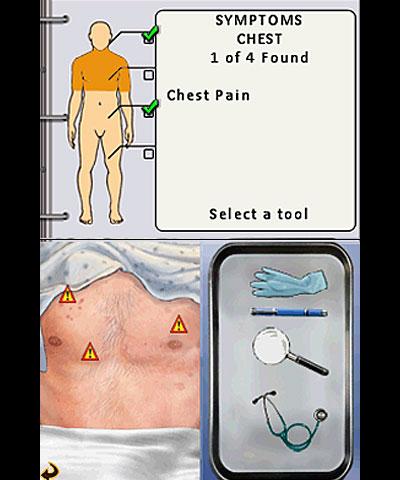 SYMPTOMS
CHEST
1 of 4 Found
Chest Pain
Select a tool